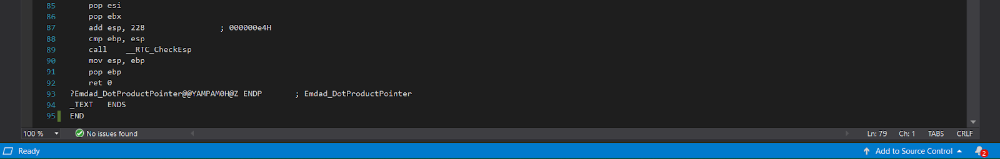 85 pop esi
86 pop ebx
87 add esp, 228 ; 000000e4H
88 cmp ebp, esp
89 call __RTC_CheckEsp
90 mov esp, ebp
91 pop ebp
92 ret 0
93 ?Emdad_DotProductPointer@@YAMPAM0H@Z ENDP ; Emdad_DotProductPointer
94 _TEXT ENDS
95 END
100 % No issues found Ln: 79 Ch: 1 TABS CRLF
Ready Add to Source Control 2